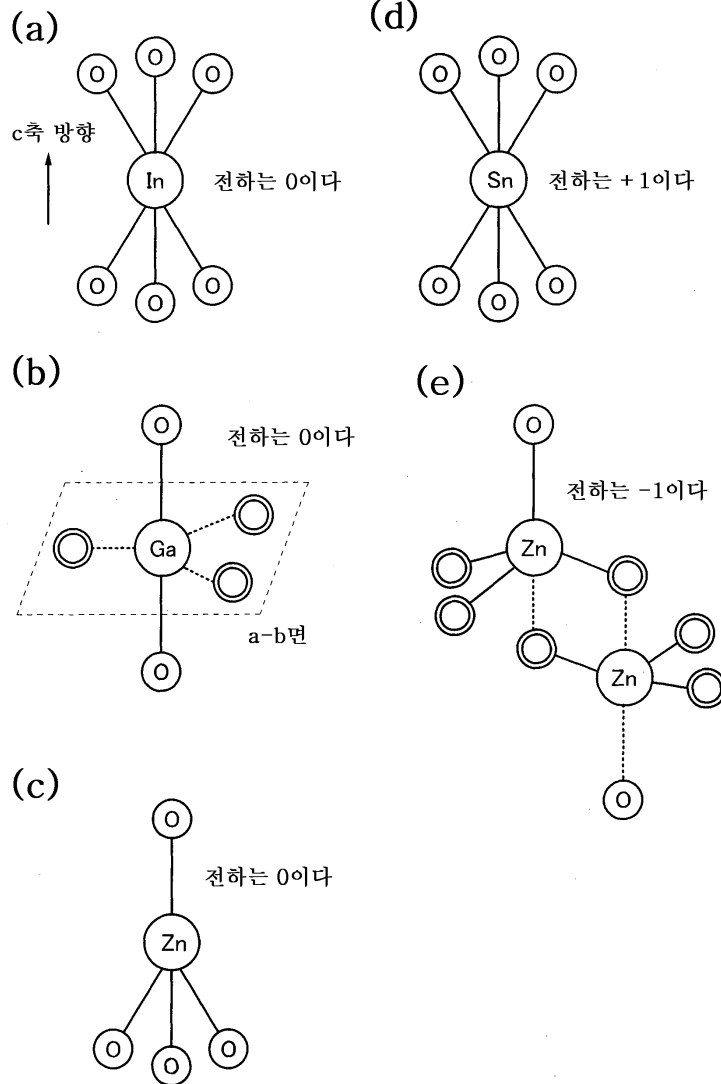 (a)
O O O
c축 방향
In 전하는 0이다
O O O
(d)
O O O
Sn 전하는 +1이다
O O O
(b)
O
전하는 0이다
Ga
a-b면
O
(e)
O
전하는 -1이다
Zn
Zn
O
(c)
O
전하는 0이다
Zn
O O O